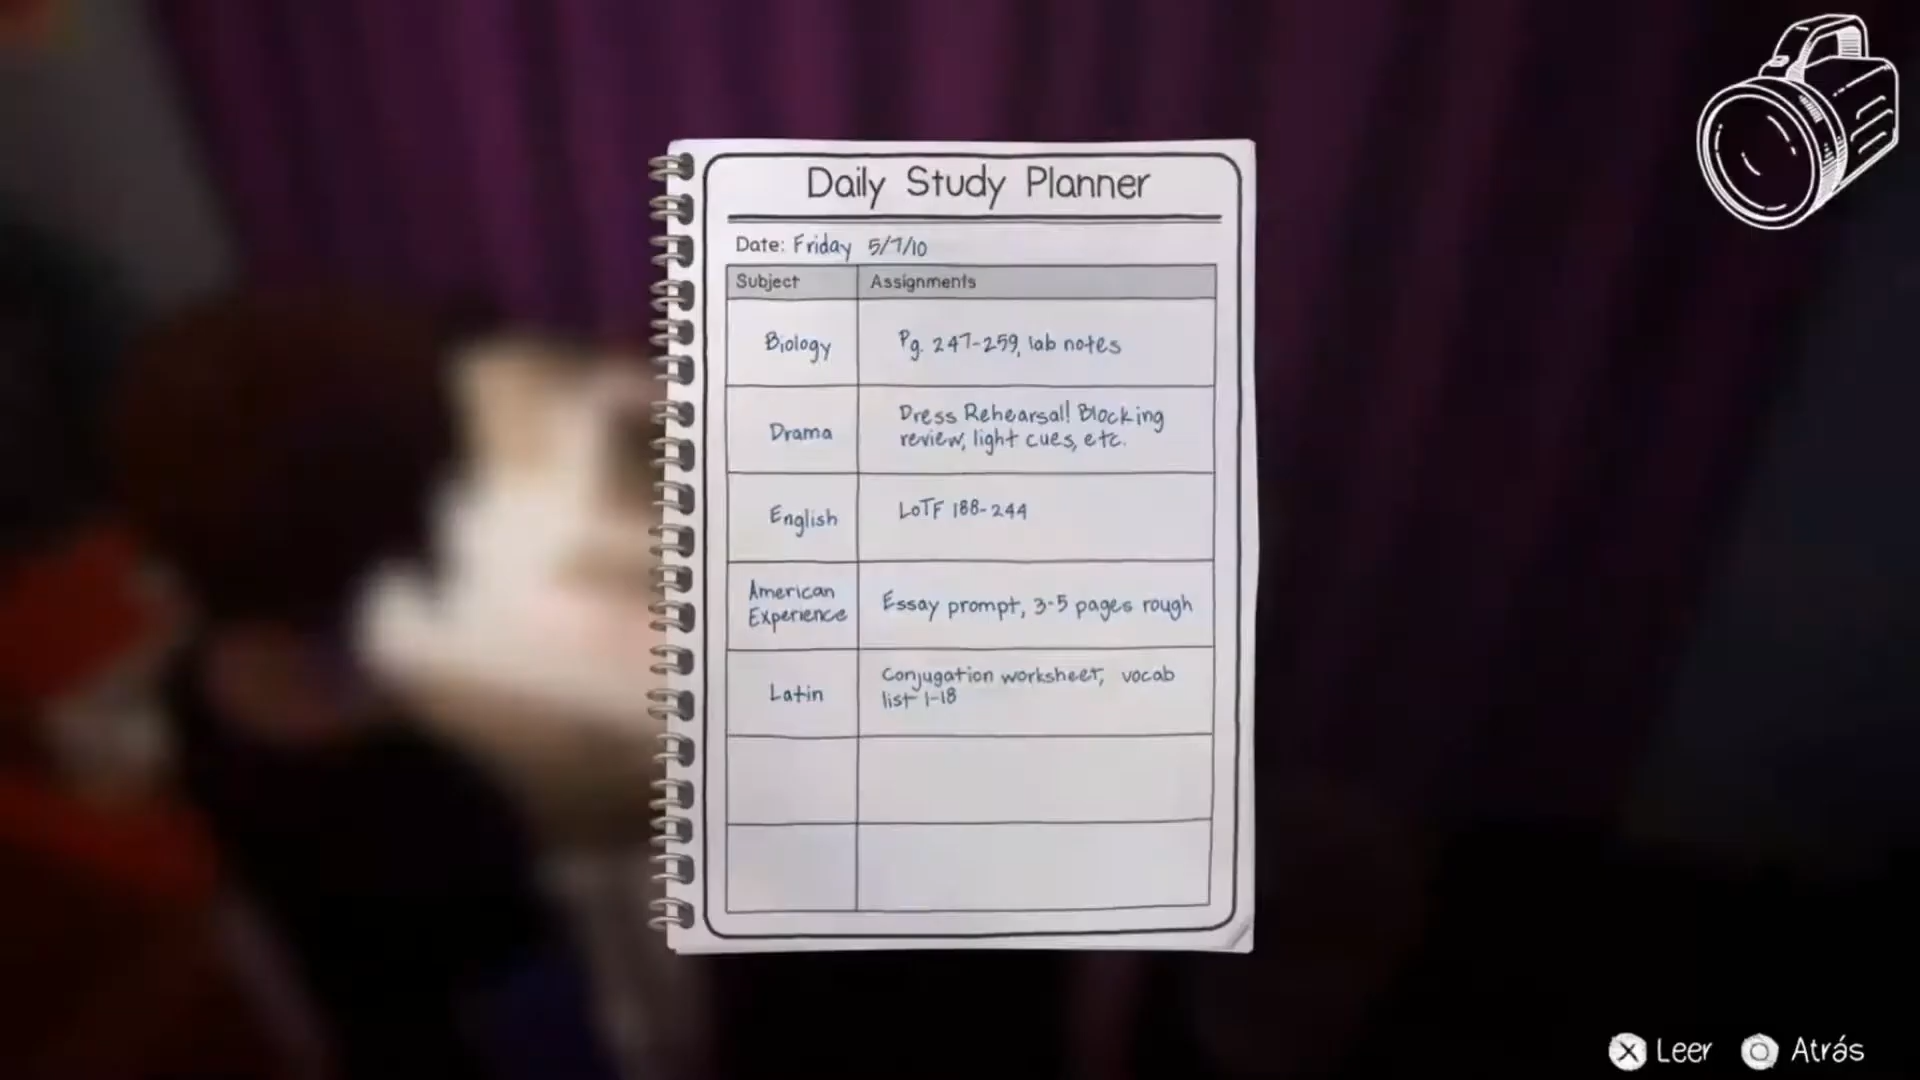 Daily Study Planner
Date: Friday 5/7/10
Subject Assignments
Biology Pg. 247-259, lab notes
Drama Dress Rehearsal! Blocking
review, light cues, etc.
English LoTF 188-244
American
Experience Essay prompt, 3-5 pages rough
Latin Conjugation worksheet, vocab
list 1-18
Leer Atrás